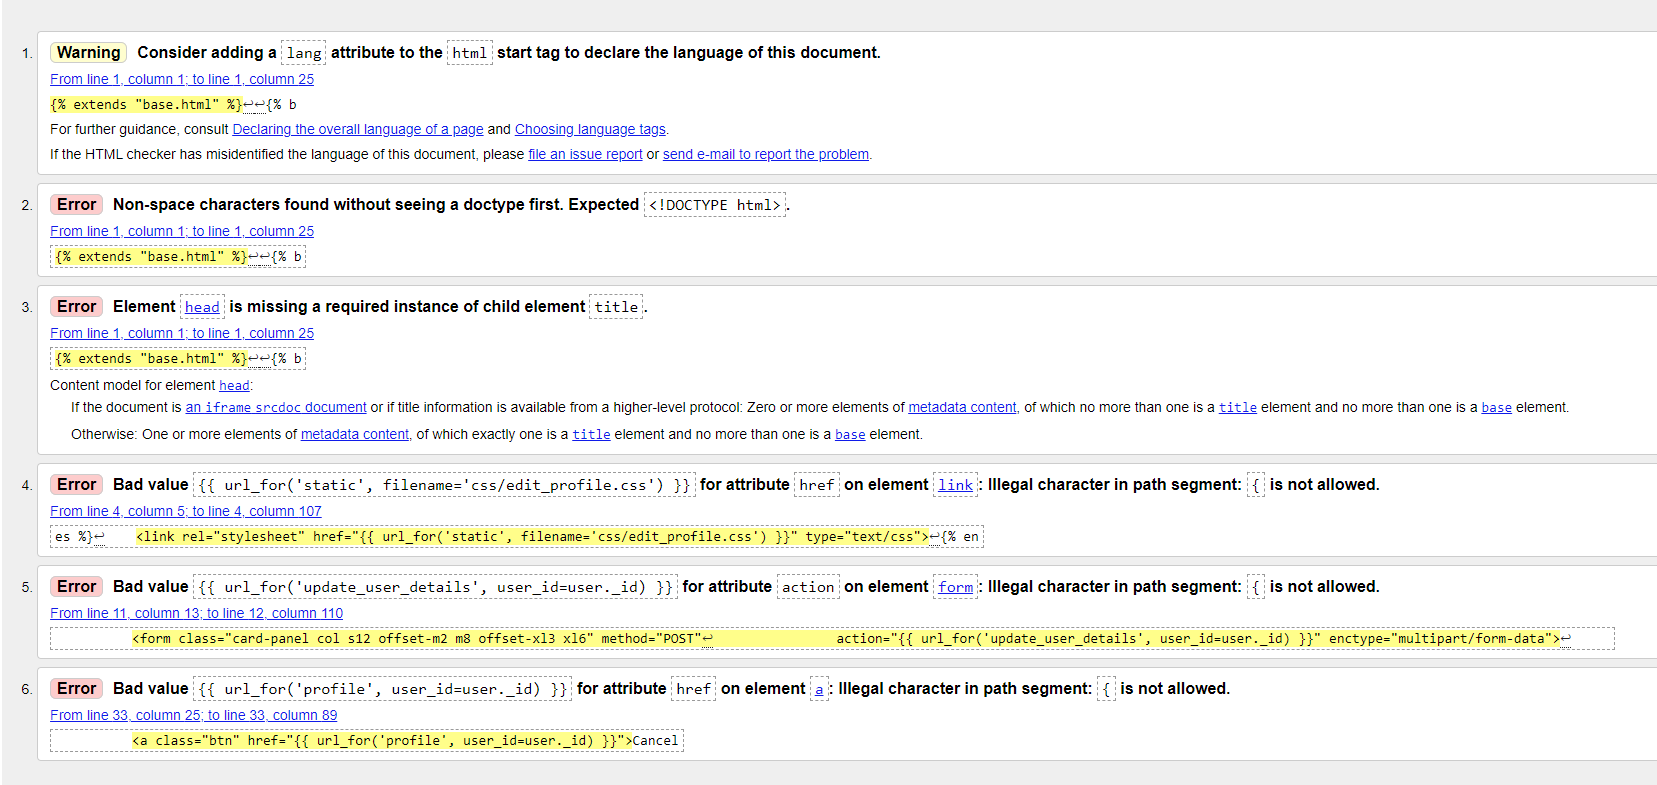 1. Warning Consider adding a lang attribute to the html start tag to declare the language of this document.
From line 1, column 1; to line 1, column 25
{% extends "base.html" %}↩↩{% b
For further guidance, consult Declaring the overall language of a page and Choosing language tags.
If the HTML checker has misidentified the language of this document, please file an issue report or send e-mail to report the problem.
2. Error Non-space characters found without seeing a doctype first. Expected <!DOCTYPE html>.
From line 1, column 1; to line 1, column 25
{% extends "base.html" %}↩↩{% b
3. Error Element head is missing a required instance of child element title.
From line 1, column 1; to line 1, column 25
{% extends "base.html" %}↩↩{% b
Content model for element head:
If the document is an iframe srcdoc document or if title information is available from a higher-level protocol: Zero or more elements of metadata content, of which no more than one is a title element and no more than one is a base element.
Otherwise: One or more elements of metadata content, of which exactly one is a title element and no more than one is a base element.
4. Error Bad value {{ url_for('static', filename='css/edit_profile.css') }} for attribute href on element link: Illegal character in path segment: { is not allowed.
From line 4, column 5; to line 4, column 107
es %}↩    <link rel="stylesheet" href="{{ url_for('static', filename='css/edit_profile.css') }}" type="text/css">↩{% en
5. Error Bad value {{ url_for('update_user_details', user_id=user._id) }} for attribute action on element form: Illegal character in path segment: { is not allowed.
From line 11, column 13; to line 12, column 110
<form class="card-panel col s12 offset-m2 m8 offset-xl3 xl6" method="POST"↩                action="{{ url_for('update_user_details', user_id=user._id) }}" enctype="multipart/form-data">↩
6. Error Bad value {{ url_for('profile', user_id=user._id) }} for attribute href on element a: Illegal character in path segment: { is not allowed.
From line 33, column 25; to line 33, column 89
<a class="btn" href="{{ url_for('profile', user_id=user._id) }}">Cancel